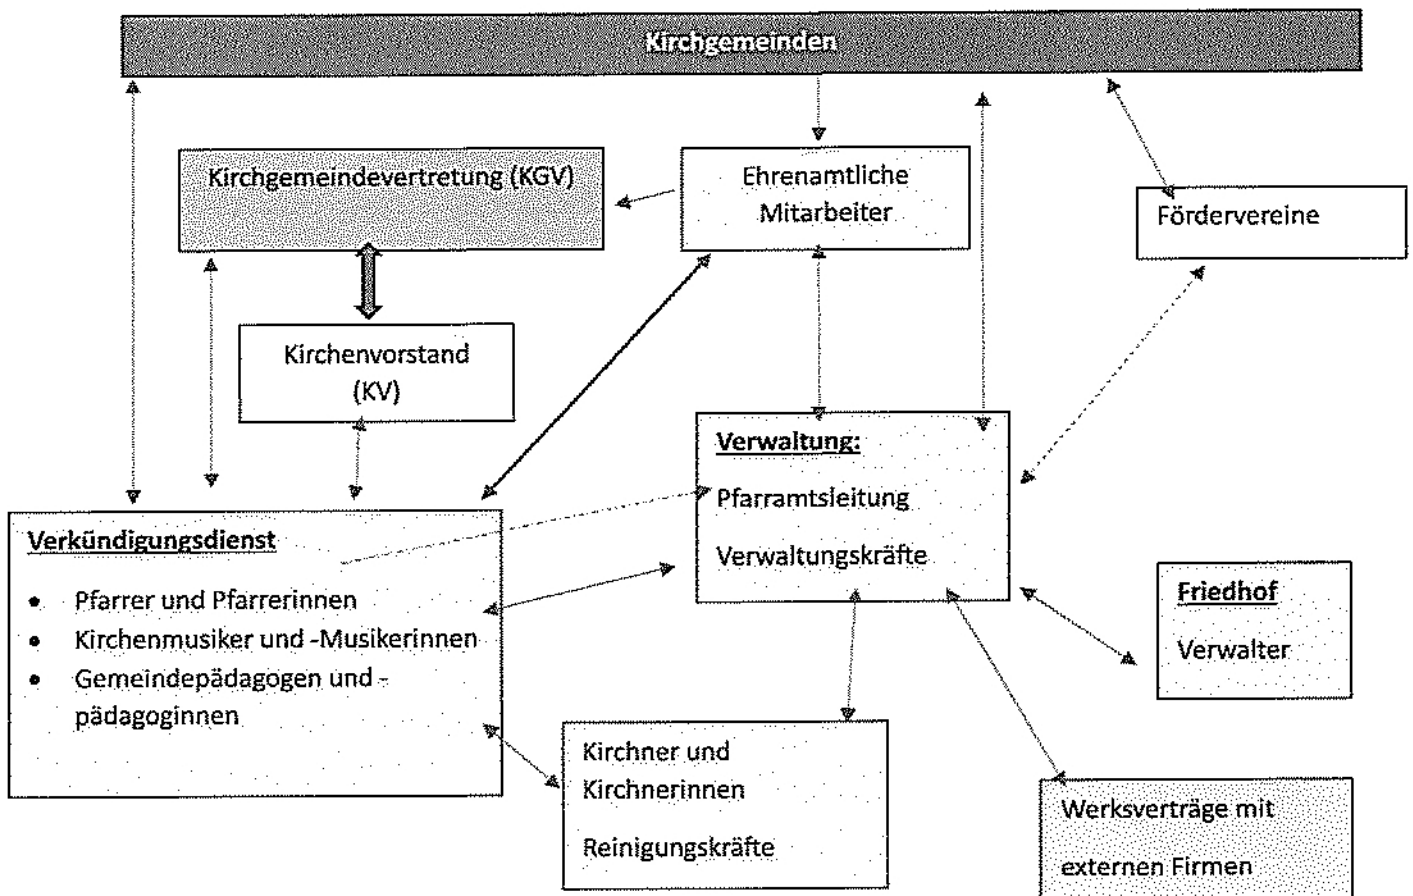 Kirchgemeinden
Kirchgemeindevertretung (KGV)
Ehrenamtliche
Mitarbeiter
Fördervereine
Kirchenvorstand
(KV)
Verwaltung:
Pfarramtsleitung
Verwaltungskräfte
Verkündigungsdienst
• Pfarrer und Pfarrerinnen
• Kirchenmusiker und -Musikerinnen
• Gemeindepädagogen und -
pädagoginnen
Friedhof
Verwalter
Kirchner und
Kirchnerinnen
Reinigungskräfte
Werksverträge mit
externen Firmen